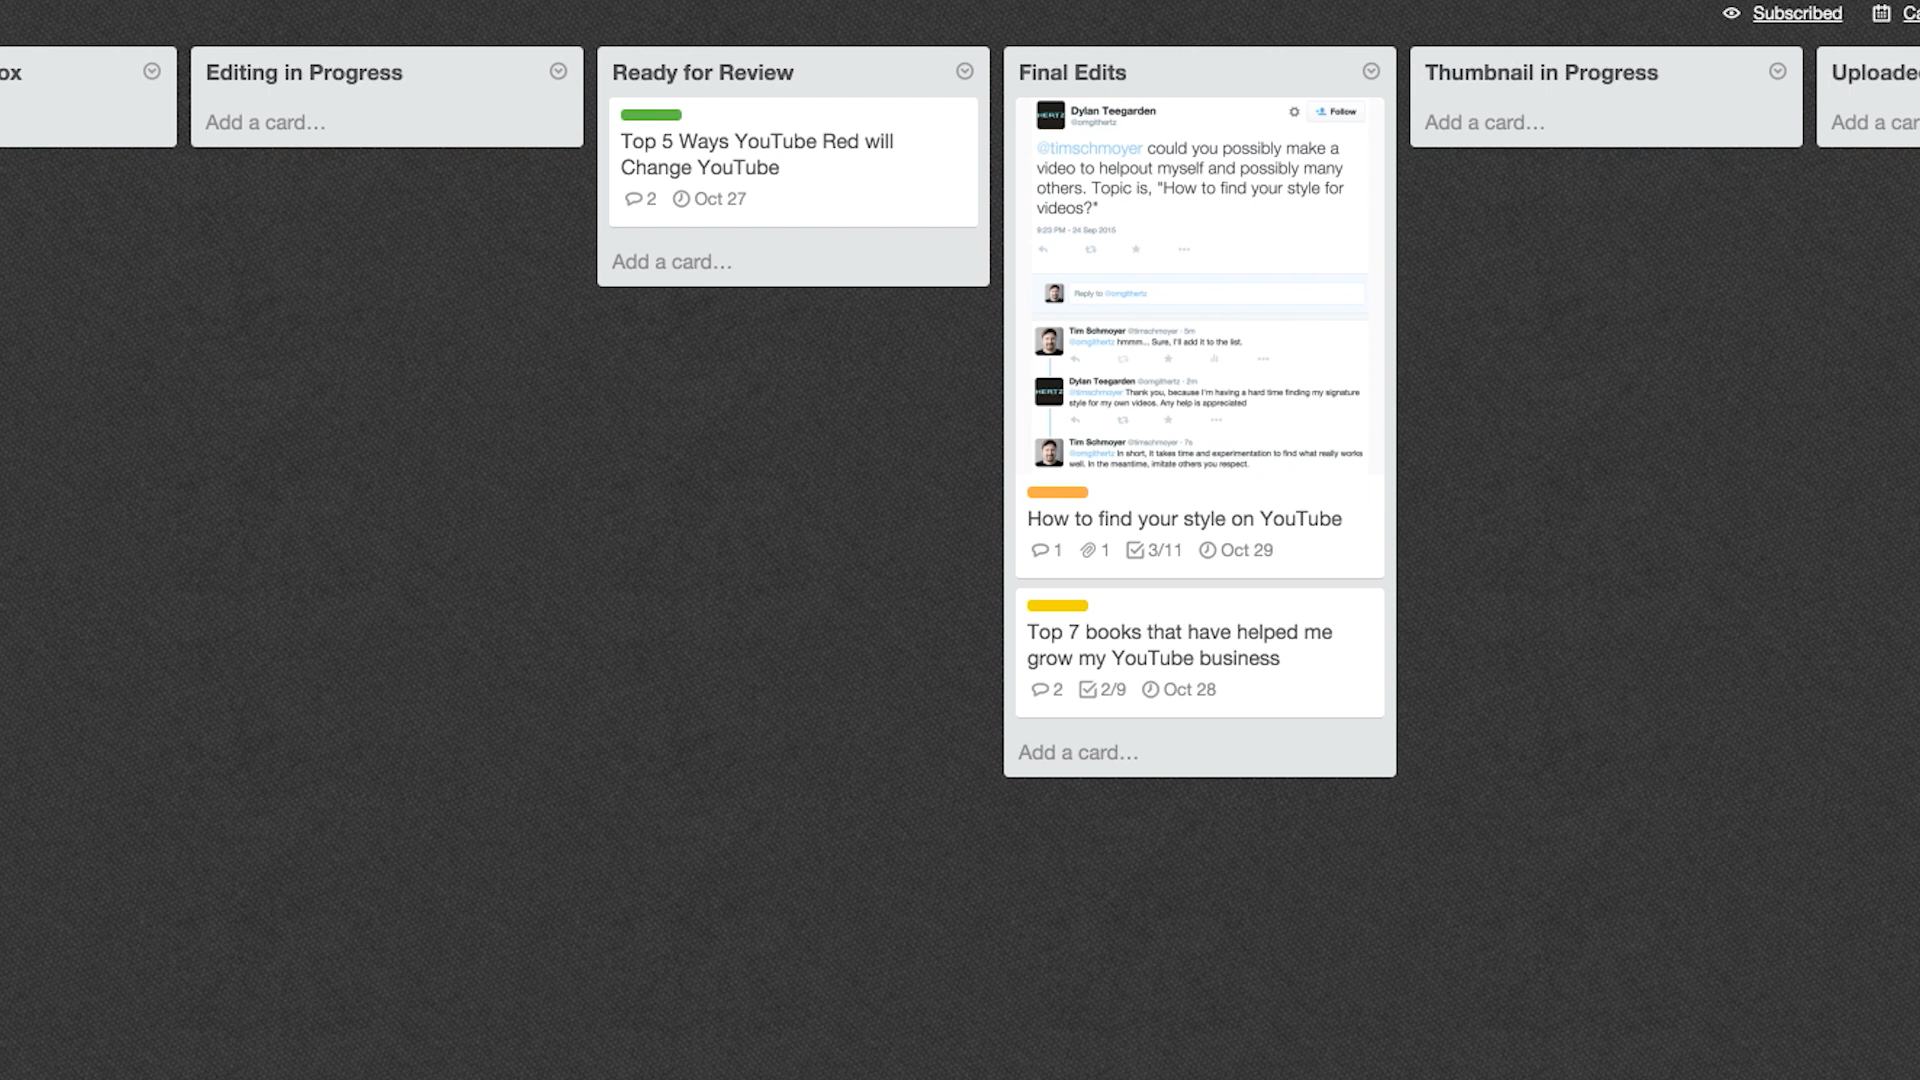 Subscribed
Ca
ox
Editing in Progress
Add a card…
Ready for Review
Top 5 Ways YouTube Red will
Change YouTube
2 Oct 27
Add a card…
Final Edits
HERTZ
Dylan Teegarden
@omgithertz
Follow
@timschmoyer could you possibly make a
video to helpout myself and possibly many
others. Topic is, "How to find your style for
videos?"
9:23 PM - 24 Sep 2015
Reply to @omgithertz
Tim Schmoyer @timschmoyer · 5m
@omgithertz hmmm... Sure, I'll add it to the list.
HERTZ
Dylan Teegarden @omgithertz · 2m
@timschmoyer Thank you, because I'm having a hard time finding my signature
style for my own videos. Any help is appreciated
Tim Schmoyer @timschmoyer · 7s
@omgithertz In short, it takes time and experimentation to find what really works
well. In the meantime, imitate others you respect.
How to find your style on YouTube
1 1 3/11 Oct 29
Top 7 books that have helped me
grow my YouTube business
2 2/9 Oct 28
Add a card…
Thumbnail in Progress
Add a card…
Uploade
Add a car